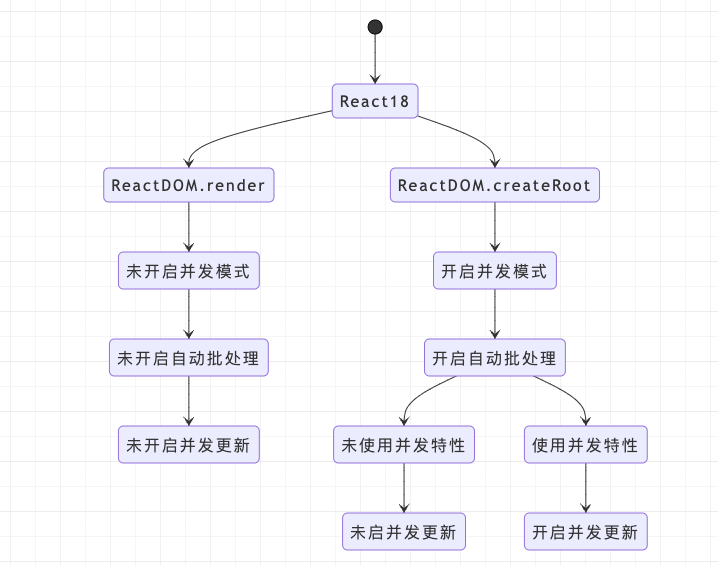 React18
ReactDOM.render
ReactDOM.createRoot
未开启并发模式
开启并发模式
未开启自动批处理
开启自动批处理
未开启并发更新
未使用并发特性
使用并发特性
未启并发更新
开启并发更新